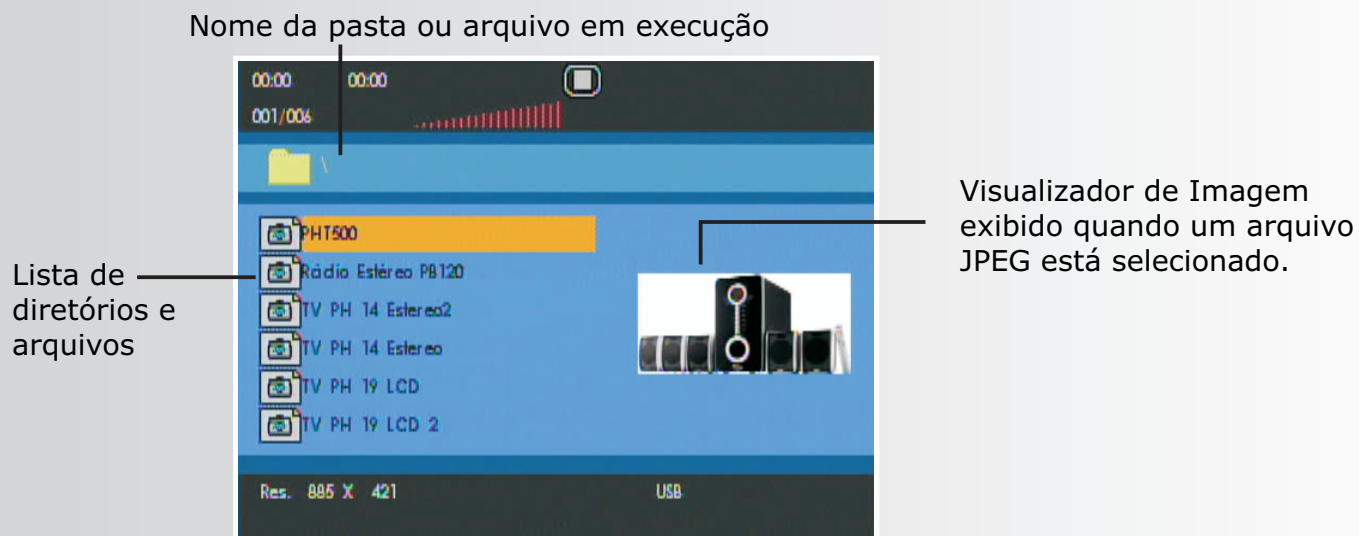 Nome da pasta ou arquivo em execução
00:00 00:00
001/006
\
PHT500
Rádio Estéreo PB120
TV PH 14 Estereo2
TV PH 14 Estereo
TV PH 19 LCD
TV PH 19 LCD 2
Res. 885 X 421 USB
Lista de
diretórios e
arquivos
Visualizador de Imagem
exibido quando um arquivo
JPEG está selecionado.